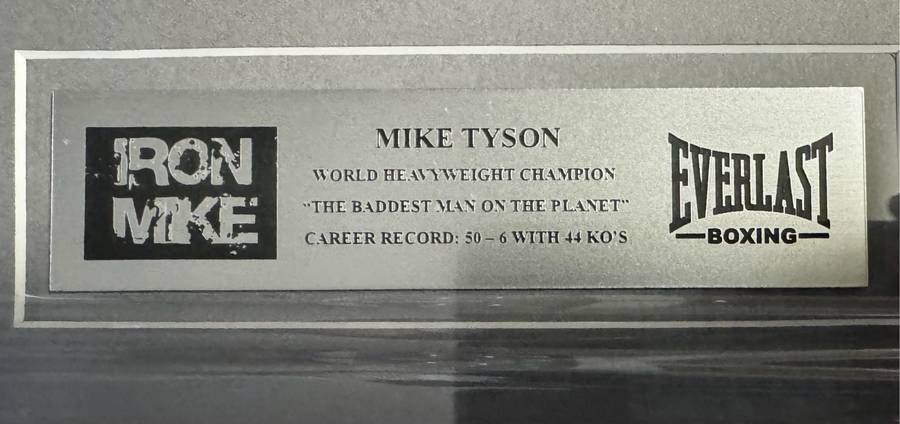 IRON
MIKE
MIKE TYSON
WORLD HEAVYWEIGHT CHAMPION
“THE BADDEST MAN ON THE PLANET”
CAREER RECORD: 50 – 6 WITH 44 KO'S
EVERLAST
BOXING